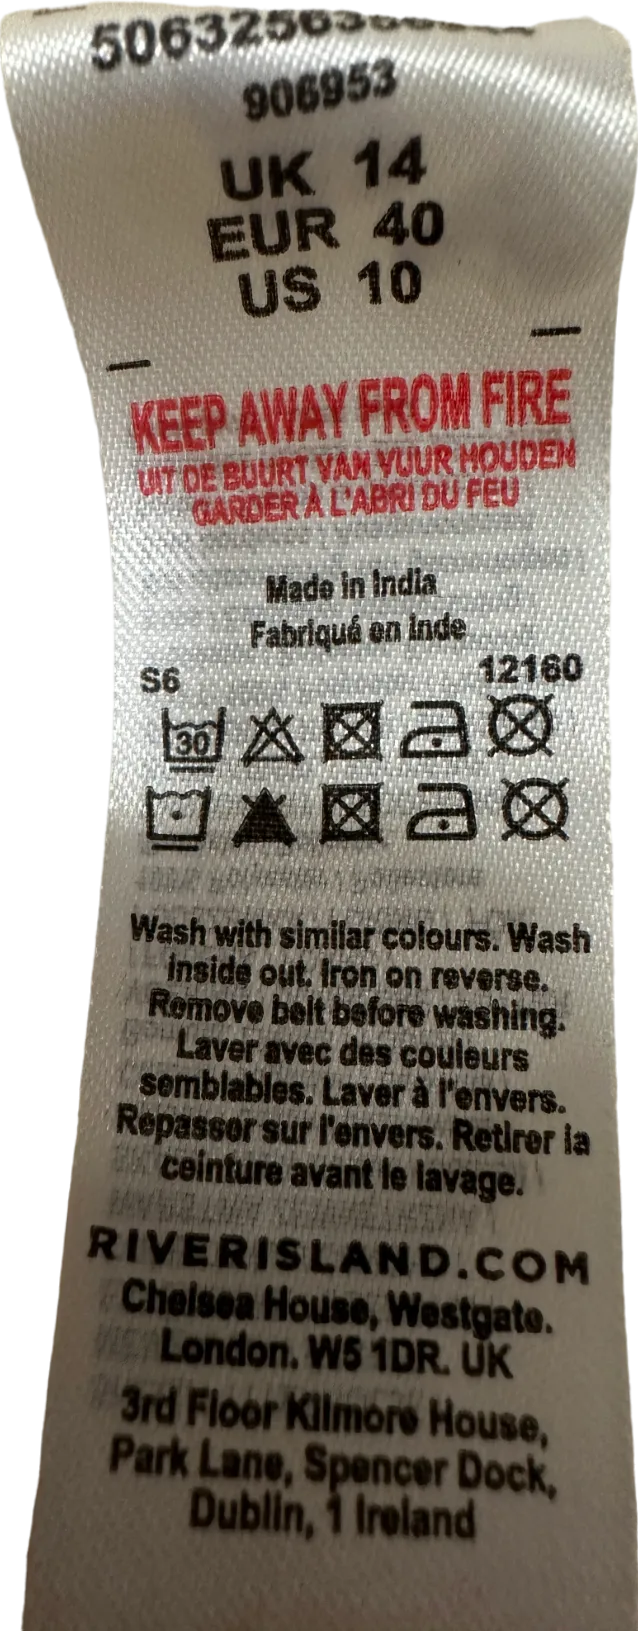 906953
UK 14
EUR 40
US 10
KEEP AWAY FROM FIRE
UIT DE BUURT VAN VUUR HOUDEN
GARDER À L'ABRI DU FEU
Made in India
Fabriqué en Inde
S6 12160
30
Wash with similar colours. Wash
inside out. Iron on reverse.
Remove belt before washing.
Laver avec des couleurs
semblables. Laver à l'envers.
Repasser sur l'envers. Retirer la
ceinture avant le lavage.
RIVERISLAND.COM
Chelsea House, Westgate.
London. W5 1DR. UK
3rd Floor Kilmore House,
Park Lane, Spencer Dock,
Dublin, 1 Ireland